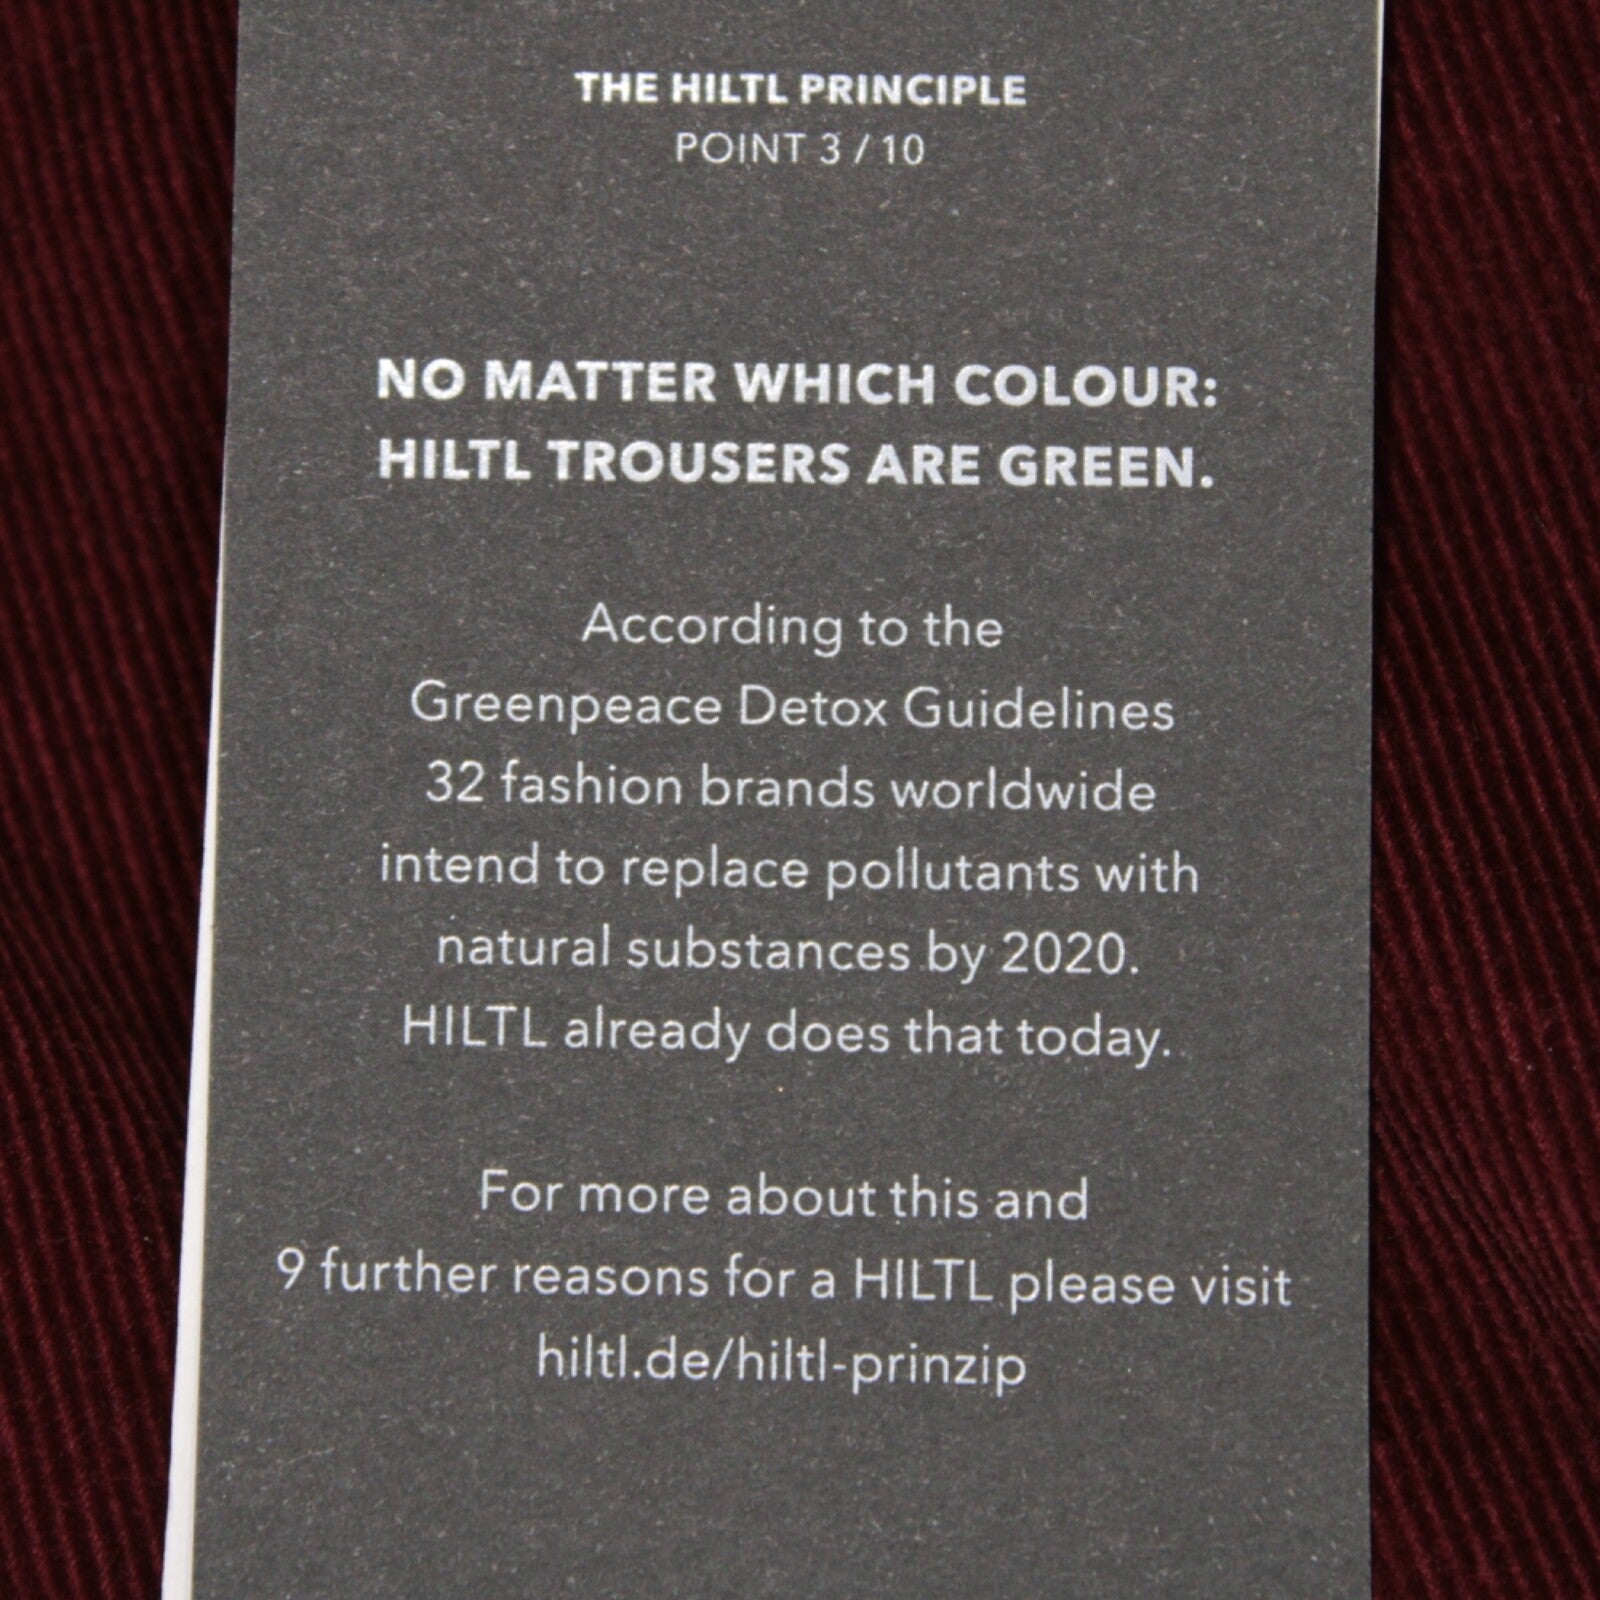 THE HILTL PRINCIPLE
POINT 3 / 10
NO MATTER WHICH COLOUR:
HILTL TROUSERS ARE GREEN.
According to the
Greenpeace Detox Guidelines
32 fashion brands worldwide
intend to replace pollutants with
natural substances by 2020.
HILTL already does that today.
For more about this and
9 further reasons for a HILTL please visit
hiltl.de/hiltl-prinzip